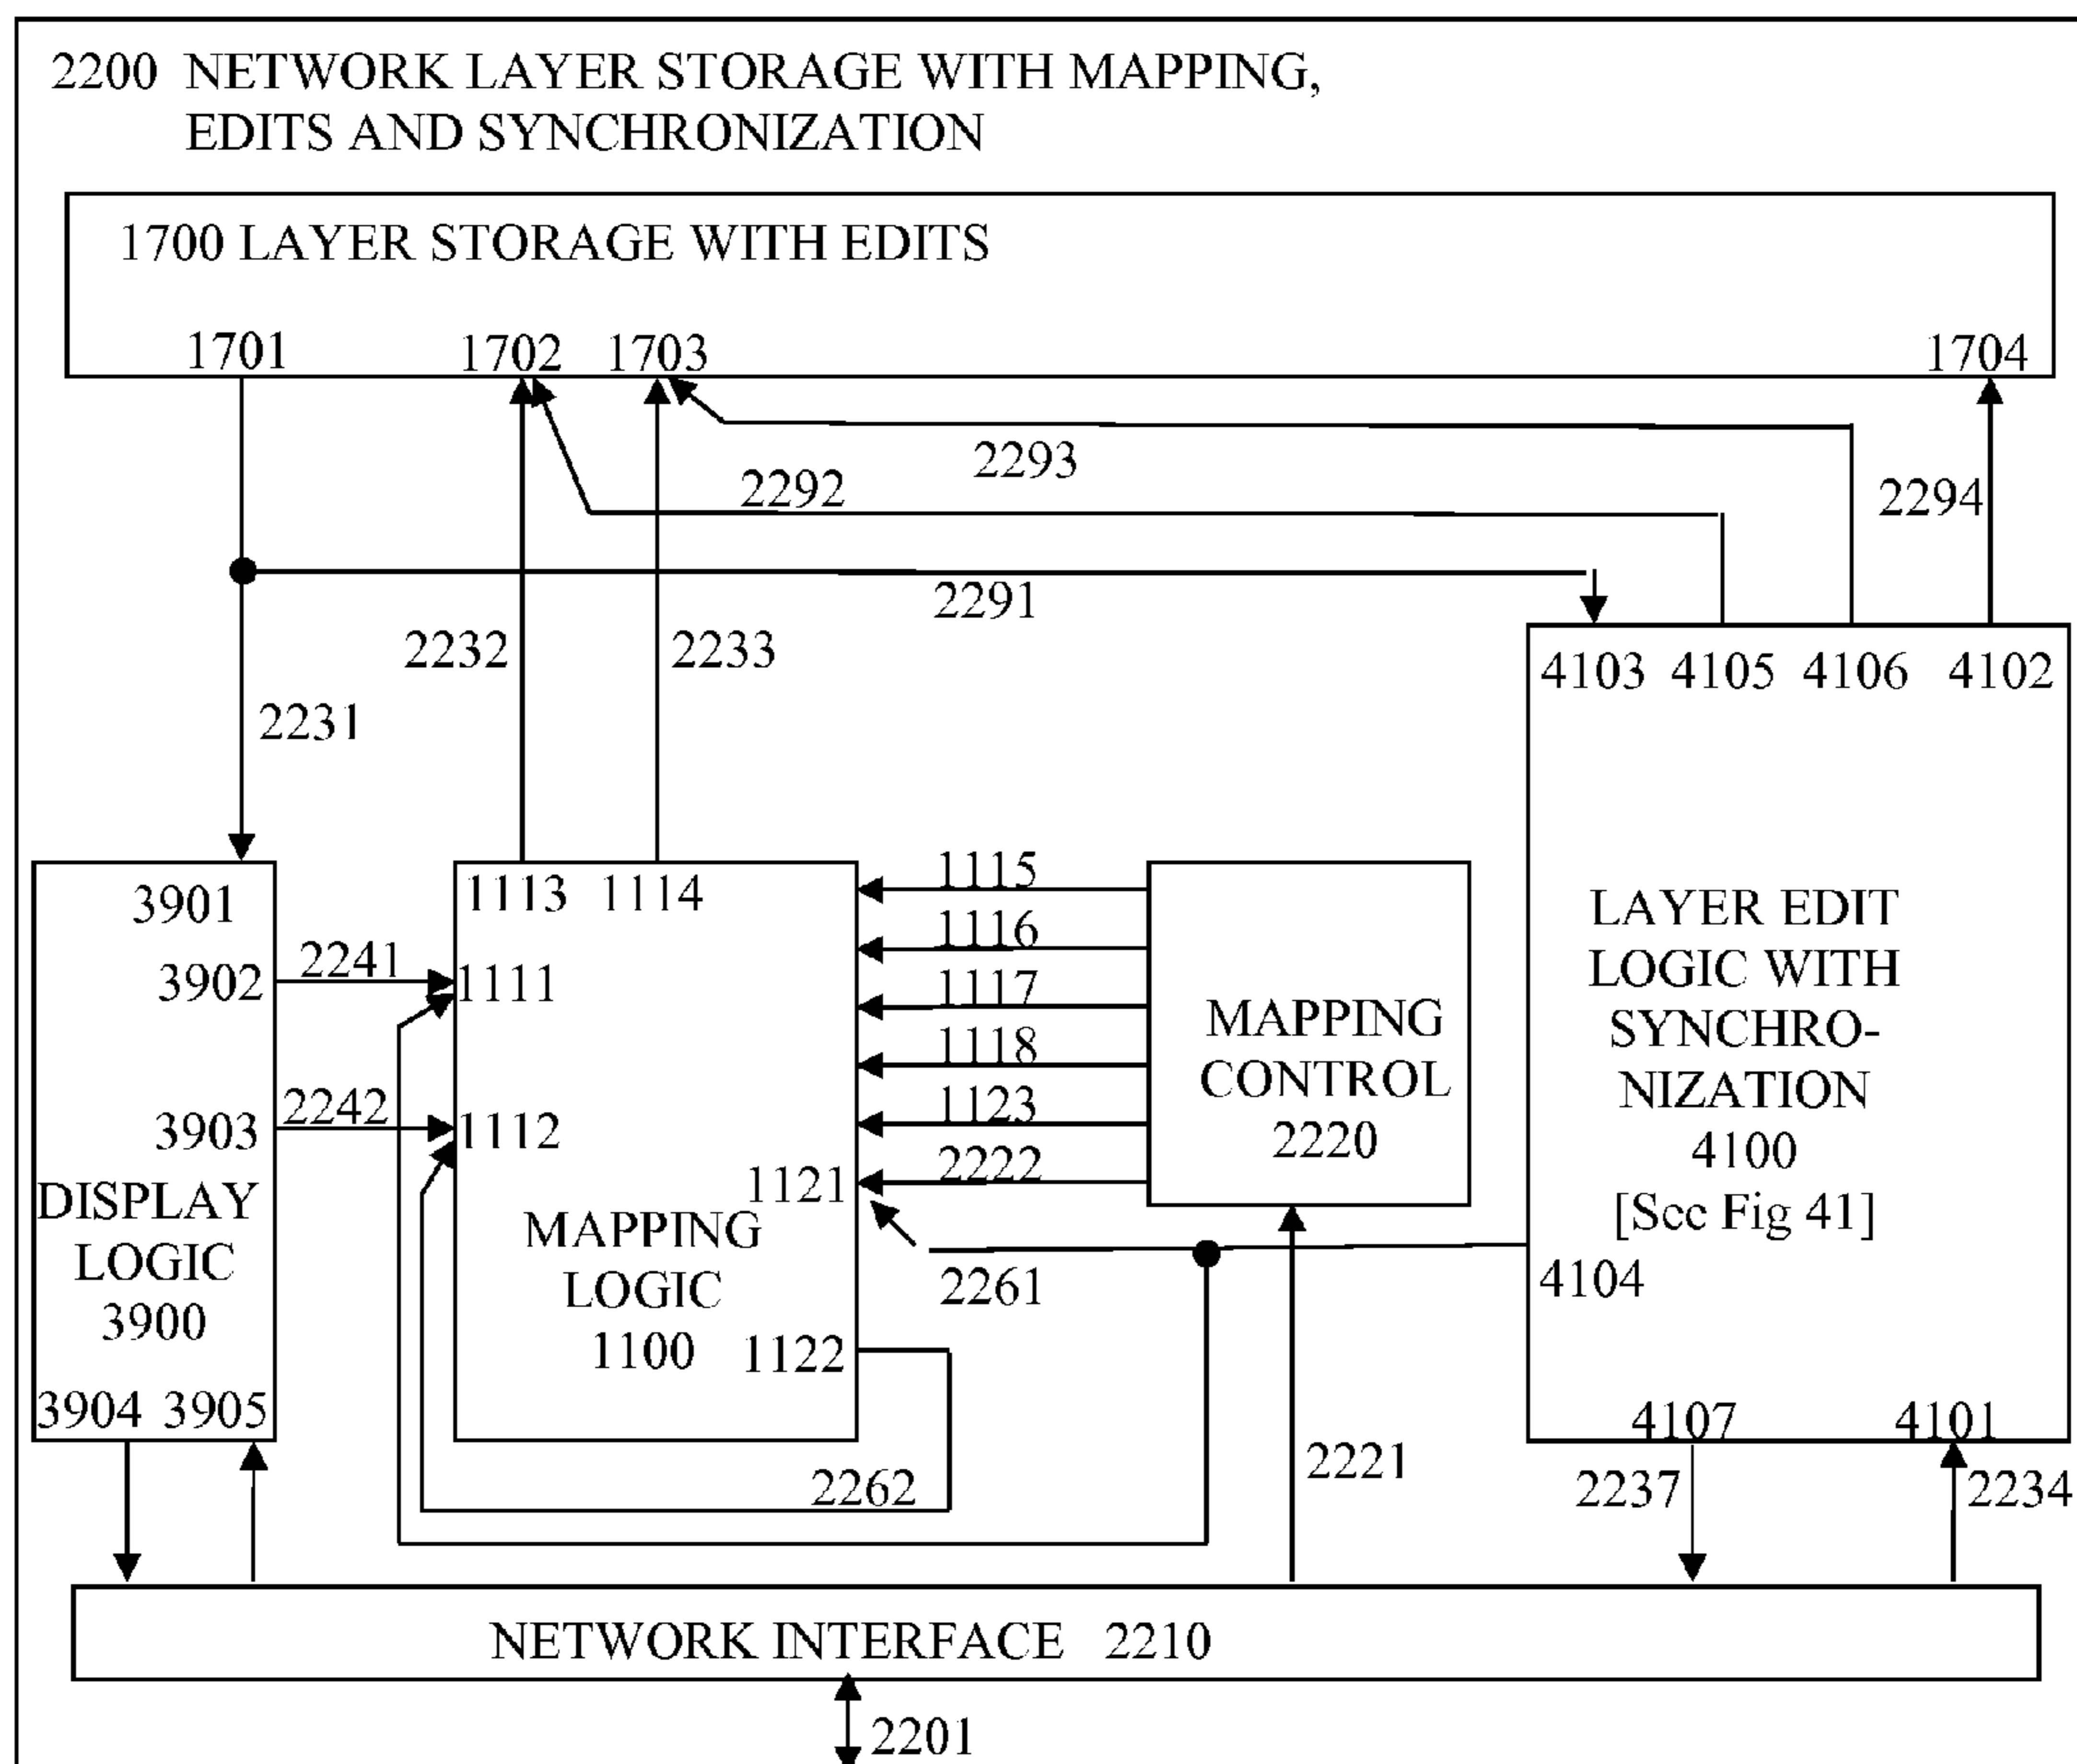 2200 NETWORK LAYER STORAGE WITH MAPPING,
EDITS AND SYNCHRONIZATION
1700 LAYER STORAGE WITH EDITS
1701
1702
1703
1704
2293
2292
2294
2291
2232
2233
2231
4103 4105 4106 4102
3901
3902
3903
DISPLAY
LOGIC
3900
3904 3905
2241
2242
1113 1114
1111
1112
1121
MAPPING
LOGIC
1100
1122
1115
1116
1117
1118
1123
2222
MAPPING
CONTROL
2220
LAYER EDIT
LOGIC WITH
SYNCHRO-
NIZATION
4100
[Scc Fig 41]
4104
4107
4101
2261
2262
2221
2237
2234
NETWORK INTERFACE 2210
2201